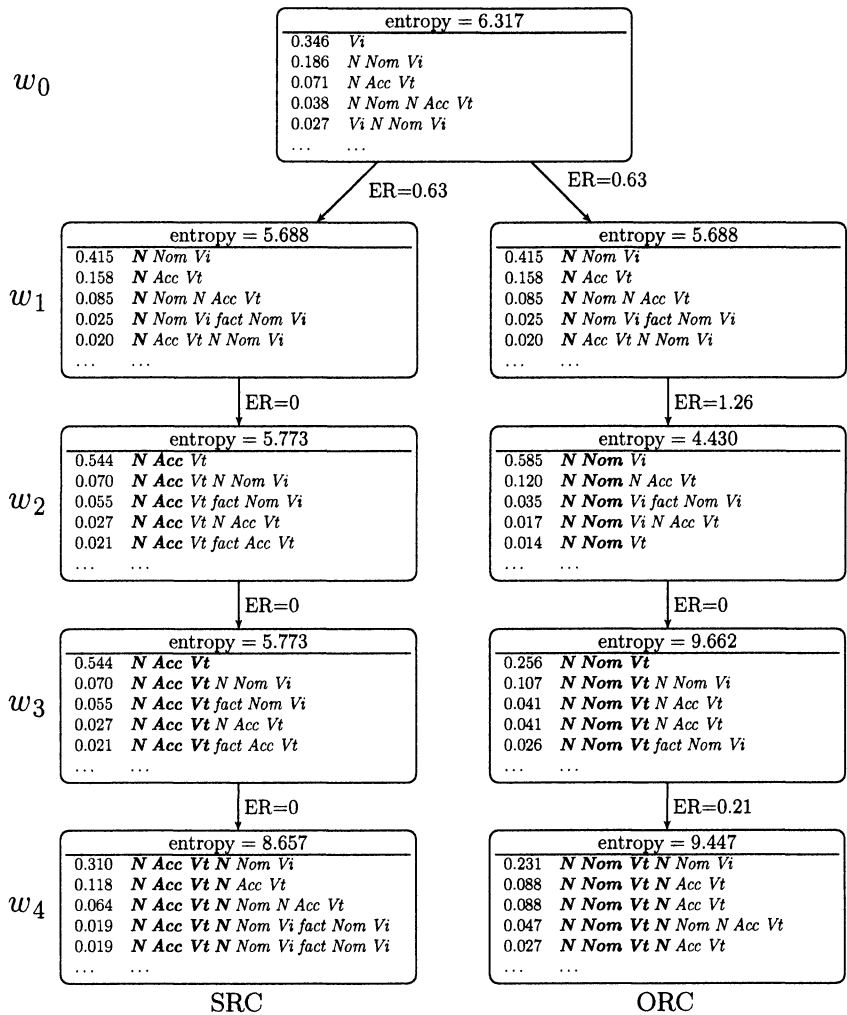 entropy = 6.317
0.346 Vi
0.186 N Nom Vi
w0
0.071 N Acc Vt
0.038 N Nom N Acc Vt
0.027 Vi N Nom Vi
... ...
ER=0.63
ER=0.63
entropy = 5.688
0.415 N Nom Vi
0.158 N Acc Vt
w1
0.085 N Nom N Acc Vt
0.025 N Nom Vi fact Nom Vi
0.020 N Acc Vt N Nom Vi
... ...
entropy = 5.688
0.415 N Nom Vi
0.158 N Acc Vt
0.085 N Nom N Acc Vt
0.025 N Nom Vi fact Nom Vi
0.020 N Acc Vt N Nom Vi
... ...
ER=0
ER=1.26
entropy = 5.773
0.544 N Acc Vt
0.070 N Acc Vt N Nom Vi
w2
0.055 N Acc Vt fact Nom Vi
0.027 N Acc Vt N Acc Vt
0.021 N Acc Vt fact Acc Vt
... ...
entropy = 4.430
0.585 N Nom Vi
0.120 N Nom N Acc Vt
0.035 N Nom Vi fact Nom Vi
0.017 N Nom Vi N Acc Vt
0.014 N Nom Vt
... ...
ER=0
ER=0
entropy = 5.773
0.544 N Acc Vt
0.070 N Acc Vt N Nom Vi
w3
0.055 N Acc Vt fact Nom Vi
0.027 N Acc Vt N Acc Vt
0.021 N Acc Vt fact Acc Vt
... ...
entropy = 9.662
0.256 N Nom Vt
0.107 N Nom Vt N Nom Vi
0.041 N Nom Vt N Acc Vt
0.041 N Nom Vt N Acc Vt
0.026 N Nom Vt fact Nom Vi
... ...
ER=0
ER=0.21
entropy = 8.657
0.310 N Acc Vt N Nom Vi
0.118 N Acc Vt N Acc Vt
w4
0.064 N Acc Vt N Nom N Acc Vt
0.019 N Acc Vt N Nom Vi fact Nom Vi
0.019 N Acc Vt N Nom Vi fact Nom Vi
... ...
entropy = 9.447
0.231 N Nom Vt N Nom Vi
0.088 N Nom Vt N Acc Vt
0.088 N Nom Vt N Acc Vt
0.047 N Nom Vt N Nom N Acc Vt
0.027 N Nom Vt N Acc Vt
... ...
SRC
ORC